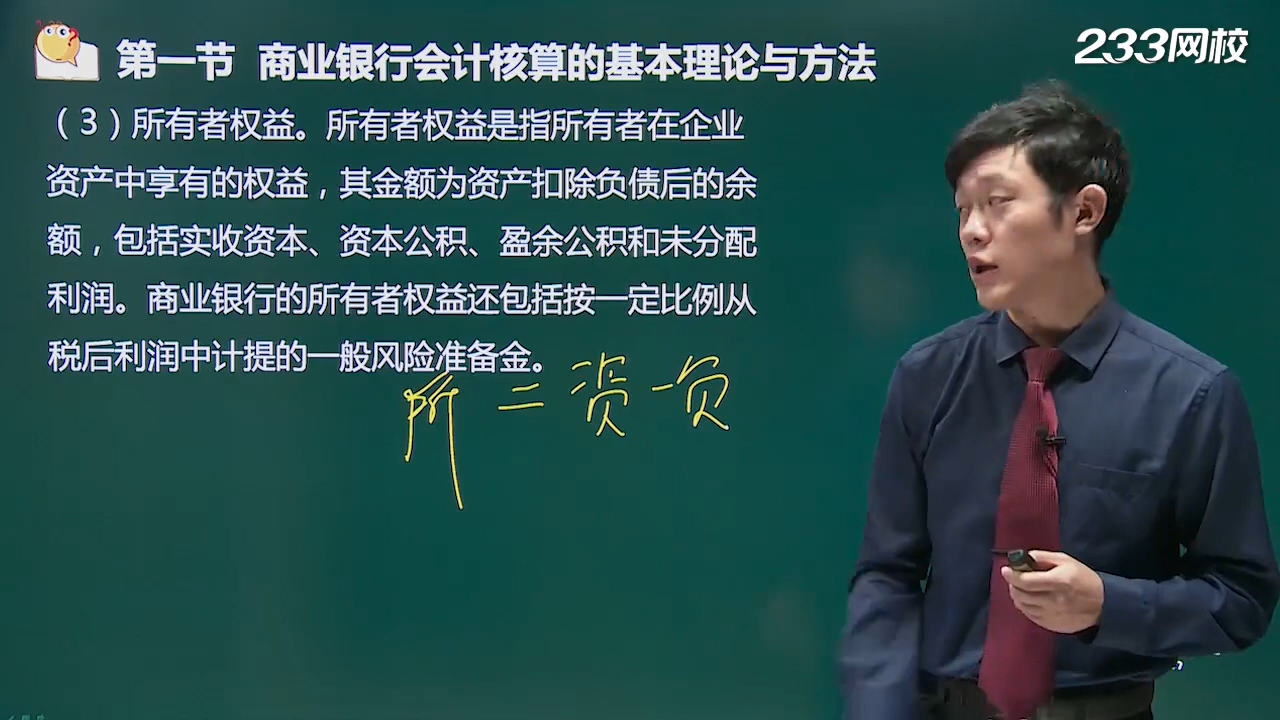 233网校
第一节 商业银行会计核算的基本理论与方法
（3）所有者权益。所有者权益是指所有者在企业
资产中享有的权益，其金额为资产扣除负债后的余
额，包括实收资本、资本公积、盈余公积和未分配
利润。商业银行的所有者权益还包括按一定比例从
税后利润中计提的一般风险准备金。
所 = 资 - 负